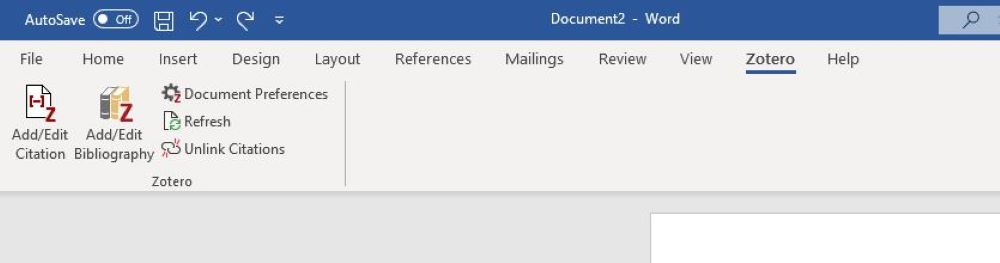 AutoSave Off Document2 - Word
File Home Insert Design Layout References Mailings Review View Zotero Help
Add/Edit Citation
Add/Edit Bibliography
Document Preferences
Refresh
Unlink Citations
Zotero